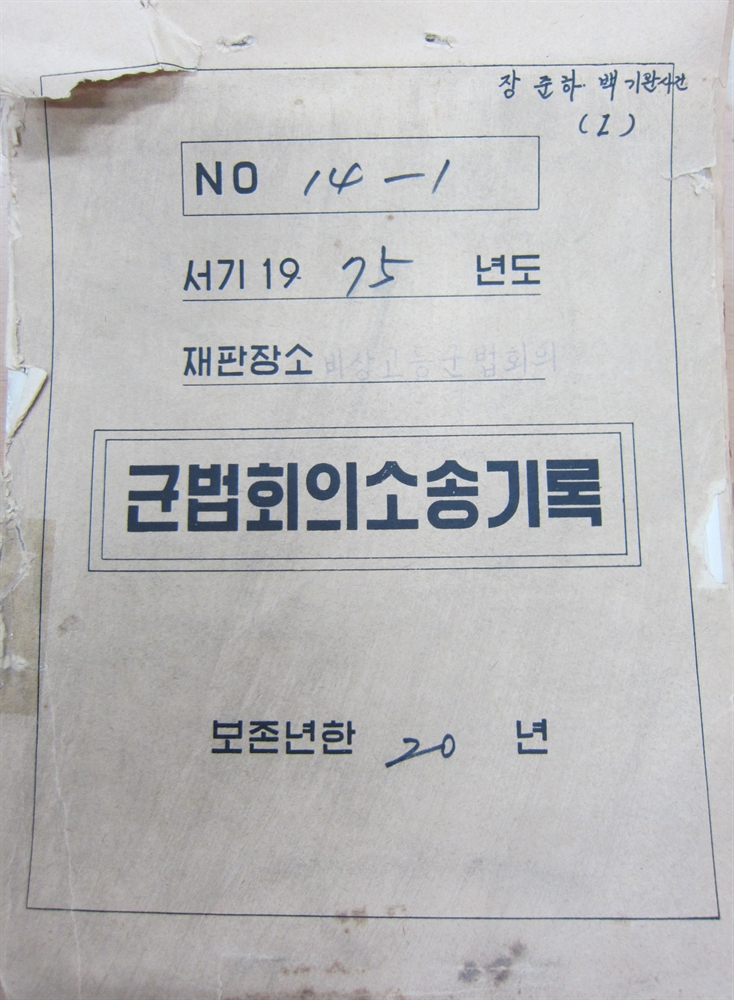 장준하·백기완사건
(I)
NO 14-1
서기 19 75 년도
재판장소 비상고등군법회의
군법회의소송기록
보존년한 20 년